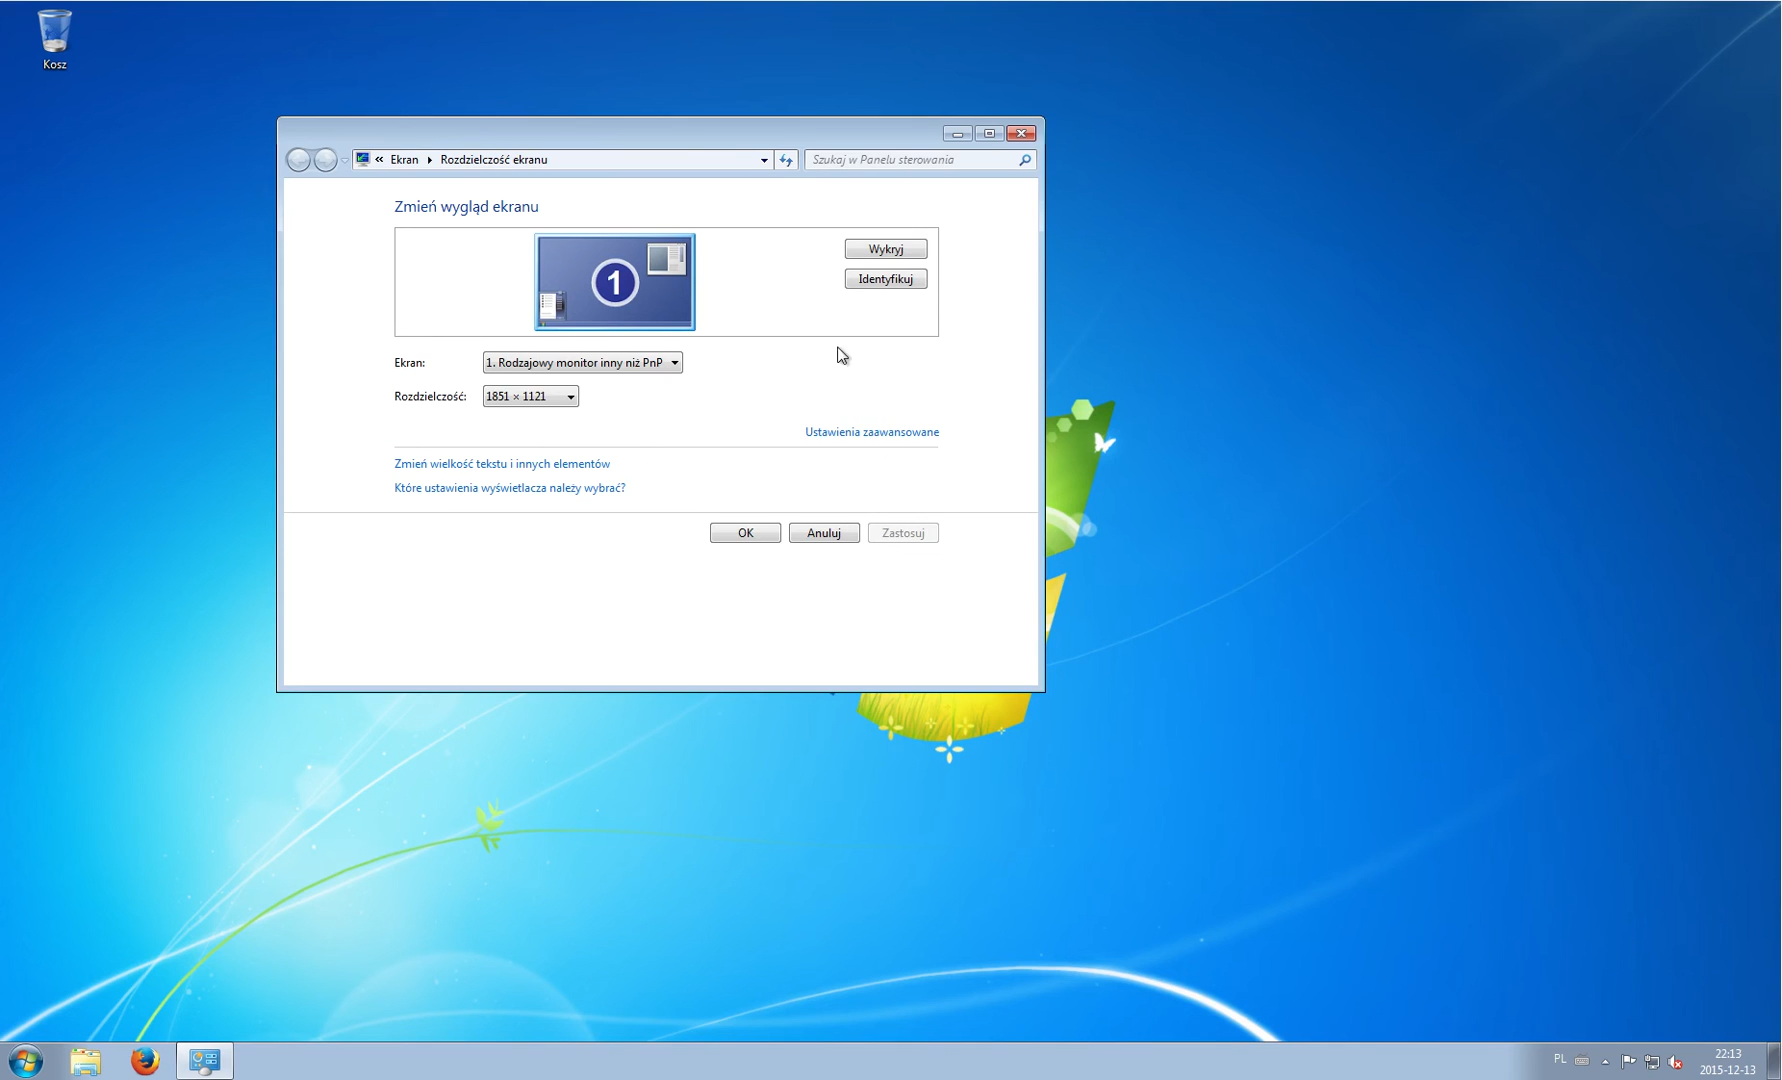 Kosz
« Ekran ▸ Rozdzielczość ekranu
Szukaj w Panelu sterowania
Zmień wygląd ekranu
1
Wykryj
Identyfikuj
Ekran: 1. Rodzajowy monitor inny niż PnP
Rozdzielczość: 1851 × 1121
Ustawienia zaawansowane
Zmień wielkość tekstu i innych elementów
Które ustawienia wyświetlacza należy wybrać?
OK Anuluj Zastosuj
PL
22:13
2015-12-13